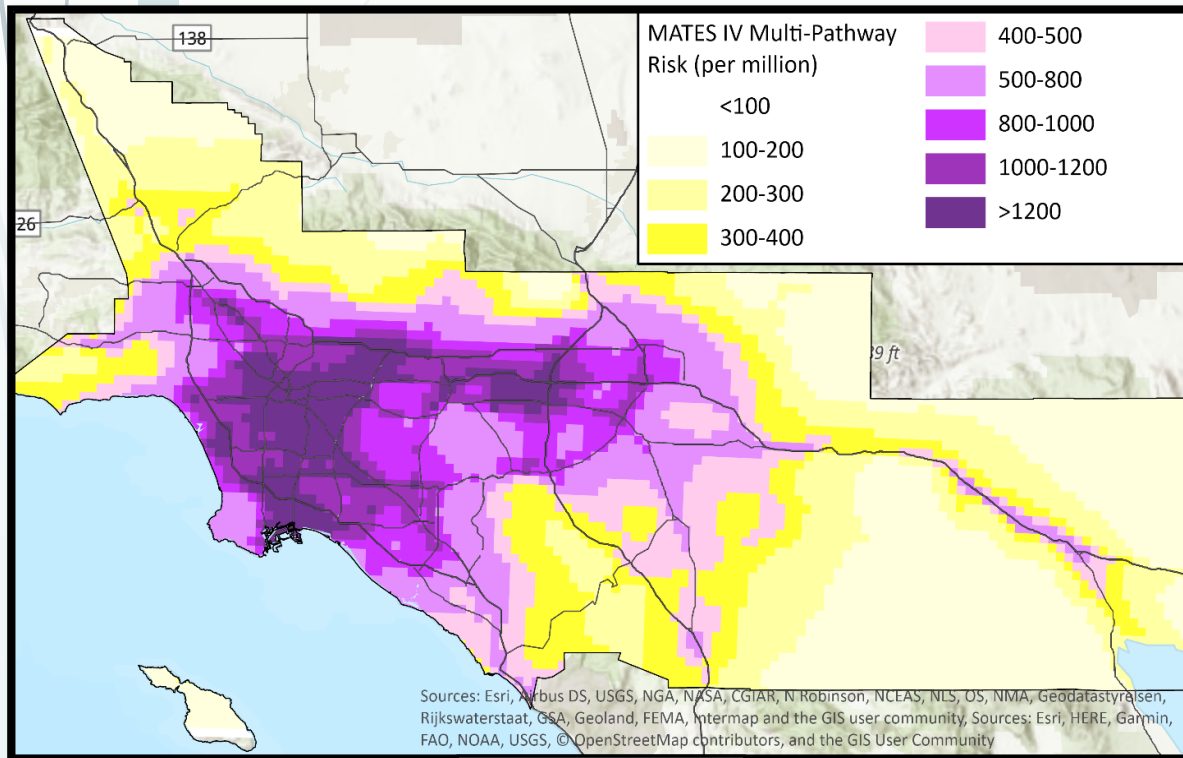 138
26
MATES IV Multi-Pathway
Risk (per million)
<100
100-200
200-300
300-400
400-500
500-800
800-1000
1000-1200
>1200
39 ft
Sources: Esri, Airbus DS, USGS, NGA, NASA, CGIAR, N Robinson, NCEAS, NLS, OS, NMA, Geodatastyrelsen,
Rijkswaterstaat, GSA, Geoland, FEMA, Intermap and the GIS user community, Sources: Esri, HERE, Garmin,
FAO, NOAA, USGS, © OpenStreetMap contributors, and the GIS User Community